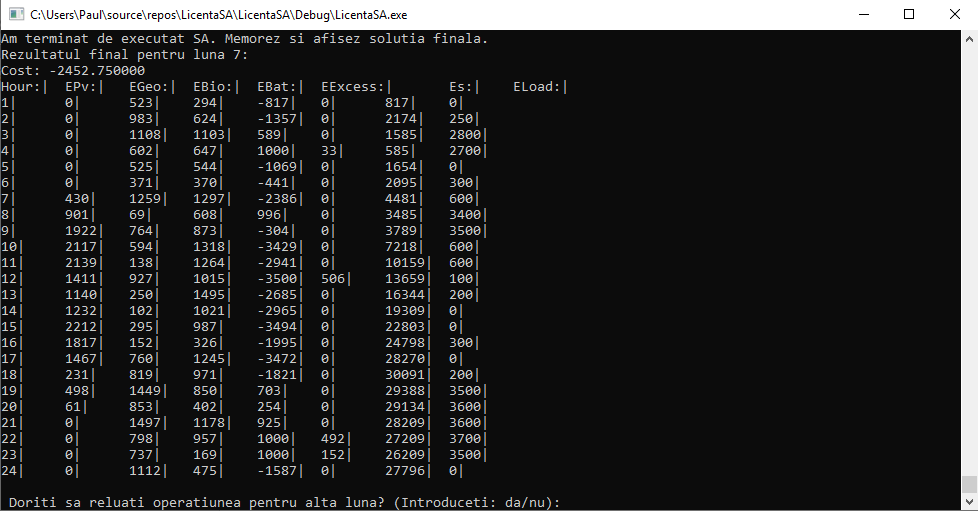 C:\Users\Paul\source\repos\LicentaSA\LicentaSA\Debug\LicentaSA.exe
Am terminat de executat SA. Memorez si afisez solutia finala.
Rezultatul final pentru luna 7:
Cost: -2452.750000
Hour:|  EPv:|   EGeo:|  EBio:|  EBat:| EExcess:|       Es:|    ELoad:|
1|      0|      523|    294|    -817|   0|      817|    0|
2|      0|      983|    624|    -1357|  0|      2174|   250|
3|      0|      1108|   1103|   589|    0|      1585|   2800|
4|      0|      602|    647|    1000|   33|     585|    2700|
5|      0|      525|    544|    -1069|  0|      1654|   0|
6|      0|      371|    370|    -441|   0|      2095|   300|
7|      430|    1259|   1297|   -2386|  0|      4481|   600|
8|      901|    69|     608|    996|    0|      3485|   3400|
9|      1922|   764|    873|    -304|   0|      3789|   3500|
10|     2117|   594|    1318|   -3429|  0|      7218|   600|
11|     2139|   138|    1264|   -2941|  0|      10159|  600|
12|     1411|   927|    1015|   -3500|  506|    13659|  100|
13|     1140|   250|    1495|   -2685|  0|      16344|  200|
14|     1232|   102|    1021|   -2965|  0|      19309|  0|
15|     2212|   295|    987|    -3494|  0|      22803|  0|
16|     1817|   152|    326|    -1995|  0|      24798|  300|
17|     1467|   760|    1245|   -3472|  0|      28270|  0|
18|     231|    819|    971|    -1821|  0|      30091|  200|
19|     498|    1449|   850|    703|    0|      29388|  3500|
20|     61|     853|    402|    254|    0|      29134|  3600|
21|     0|      1497|   1178|   925|    0|      28209|  3600|
22|     0|      798|    957|    1000|   492|    27209|  3700|
23|     0|      737|    169|    1000|   152|    26209|  3500|
24|     0|      1112|   475|    -1587|  0|      27796|  0|
Doriti sa reluati operatiunea pentru alta luna? (Introduceti: da/nu):